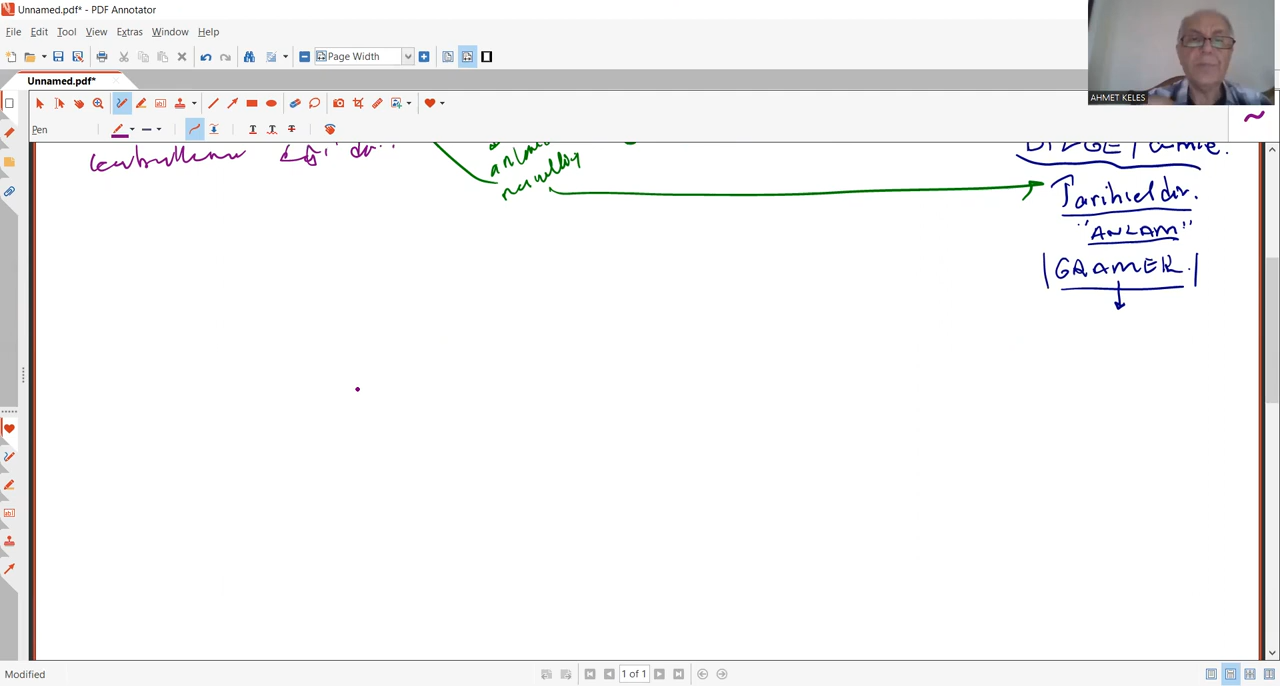 Unnamed.pdf* - PDF Annotator
File Edit Tool View Extras Window Help
Page Width
Unnamed.pdf*
AHMET KELES
Pen
Tarihseldir.
"ANLAM"
GRAMER.
1 of 1
Modified